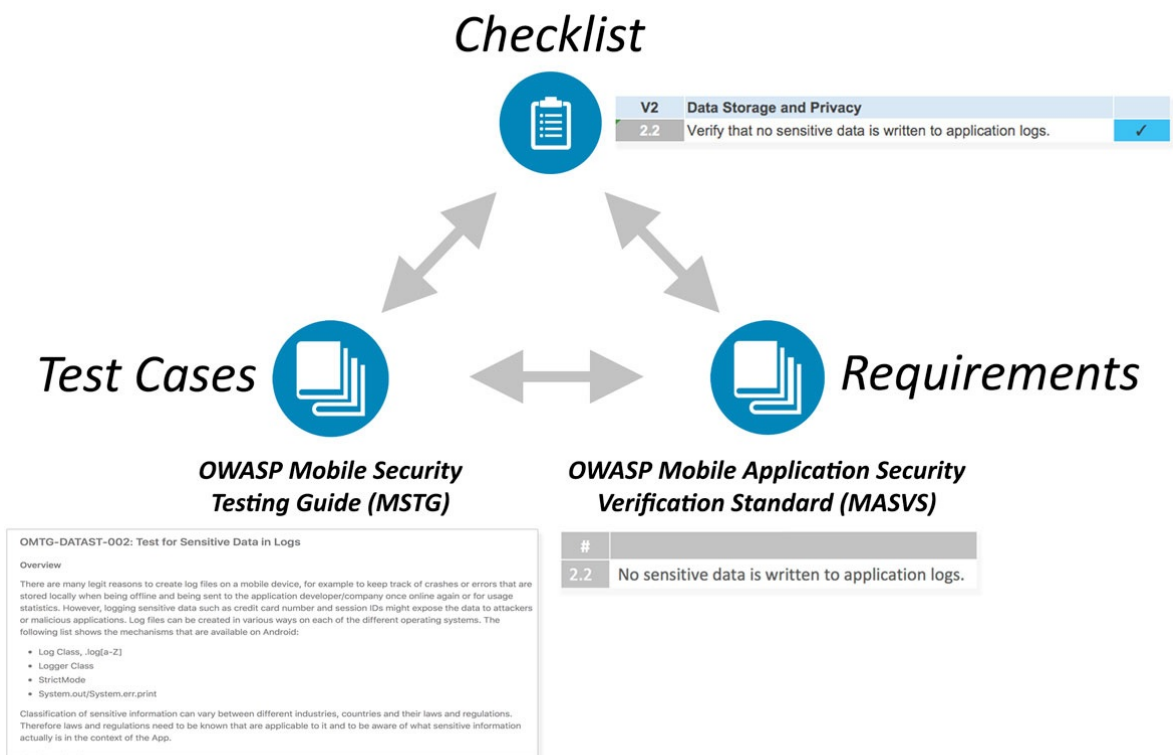 Checklist
V2 Data Storage and Privacy
2.2 Verify that no sensitive data is written to application logs. ✓
Test Cases
Requirements
OWASP Mobile Security
Testing Guide (MSTG)
OWASP Mobile Application Security
Verification Standard (MASVS)
OMTG-DATAST-002: Test for Sensitive Data in Logs
Overview
There are many legit reasons to create log files on a mobile device, for example to keep track of crashes or errors that are
stored locally when being offline and being sent to the application developer/company once online again or for usage
statistics. However, logging sensitive data such as credit card number and session IDs might expose the data to attackers
or malicious applications. Log files can be created in various ways on each of the different operating systems. The
following list shows the mechanisms that are available on Android:
• Log Class, .log[a-Z]
• Logger Class
• StrictMode
• System.out/System.err.print
Classification of sensitive information can vary between different industries, countries and their laws and regulations.
Therefore laws and regulations need to be known that are applicable to it and to be aware of what sensitive information
actually is in the context of the App.
#
2.2 No sensitive data is written to application logs.